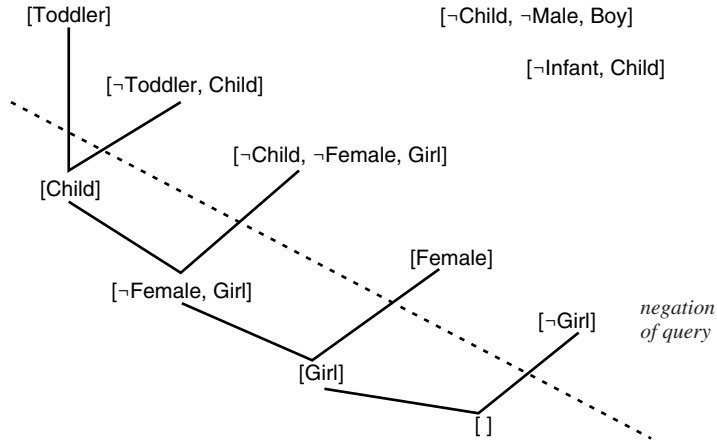 [Toddler]
[¬Child, ¬Male, Boy]
[¬Infant, Child]
[¬Toddler, Child]
[¬Child, ¬Female, Girl]
[Child]
[Female]
[¬Female, Girl]
[¬Girl]
negation
of query
[Girl]
[ ]